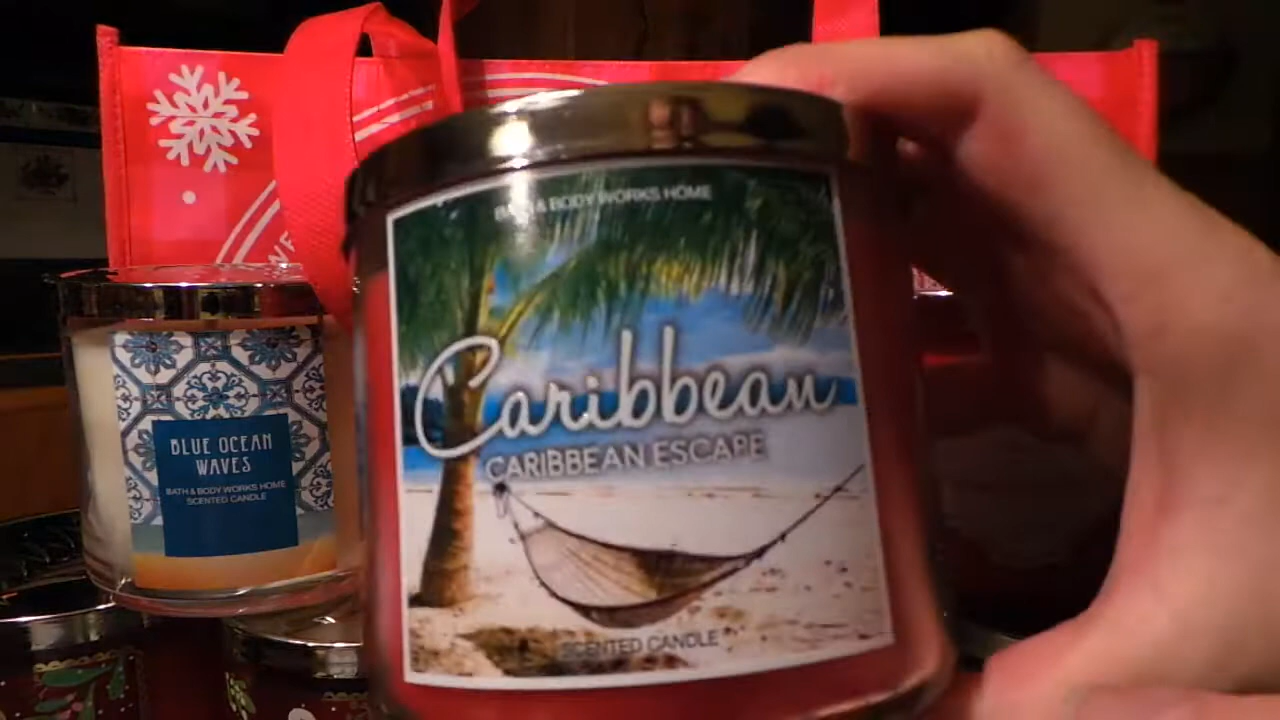 BATH & BODY WORKS HOME
Caribbean
CARIBBEAN ESCAPE
SCENTED CANDLE
BLUE OCEAN
WAVES
BATH & BODY WORKS HOME
SCENTED CANDLE